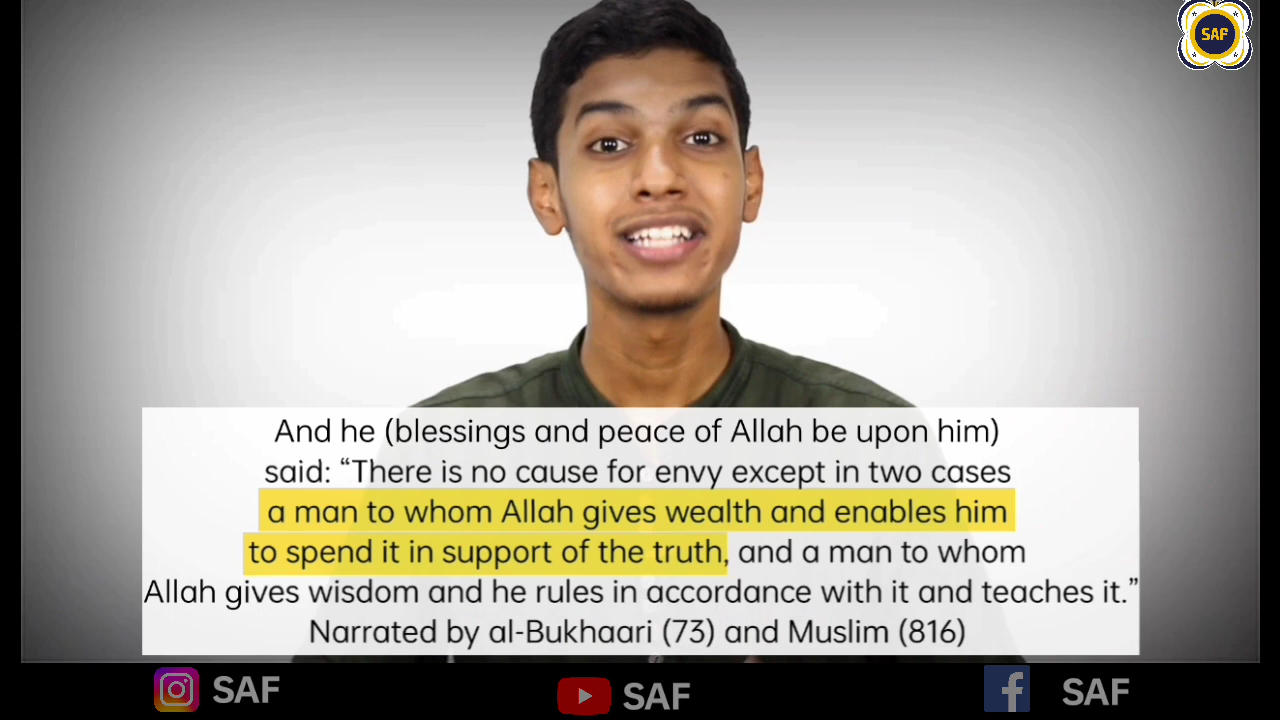 SAF
And he (blessings and peace of Allah be upon him)
said: “There is no cause for envy except in two cases
a man to whom Allah gives wealth and enables him
to spend it in support of the truth, and a man to whom
Allah gives wisdom and he rules in accordance with it and teaches it.”
Narrated by al-Bukhaari (73) and Muslim (816)
SAF
SAF
SAF